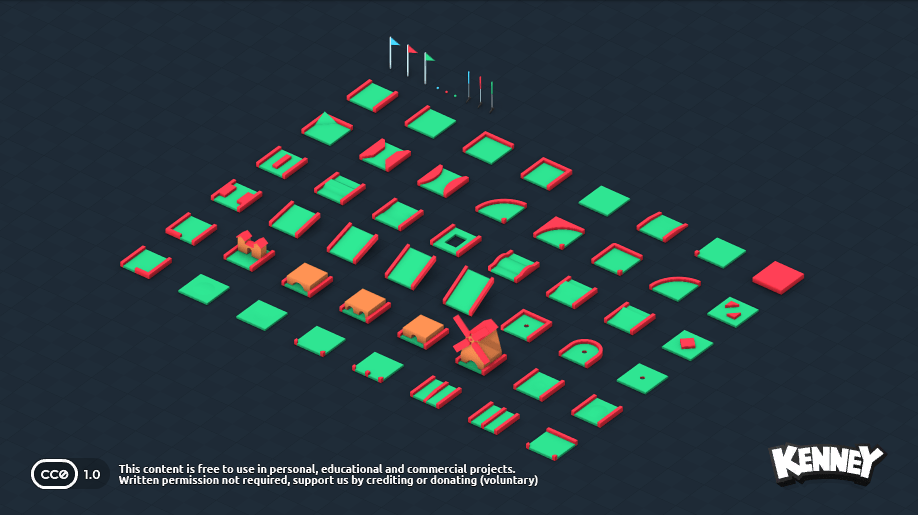 CC0 1.0
This content is free to use in personal, educational and commercial projects.
Written permission not required, support us by crediting or donating (voluntary)
KENNEY